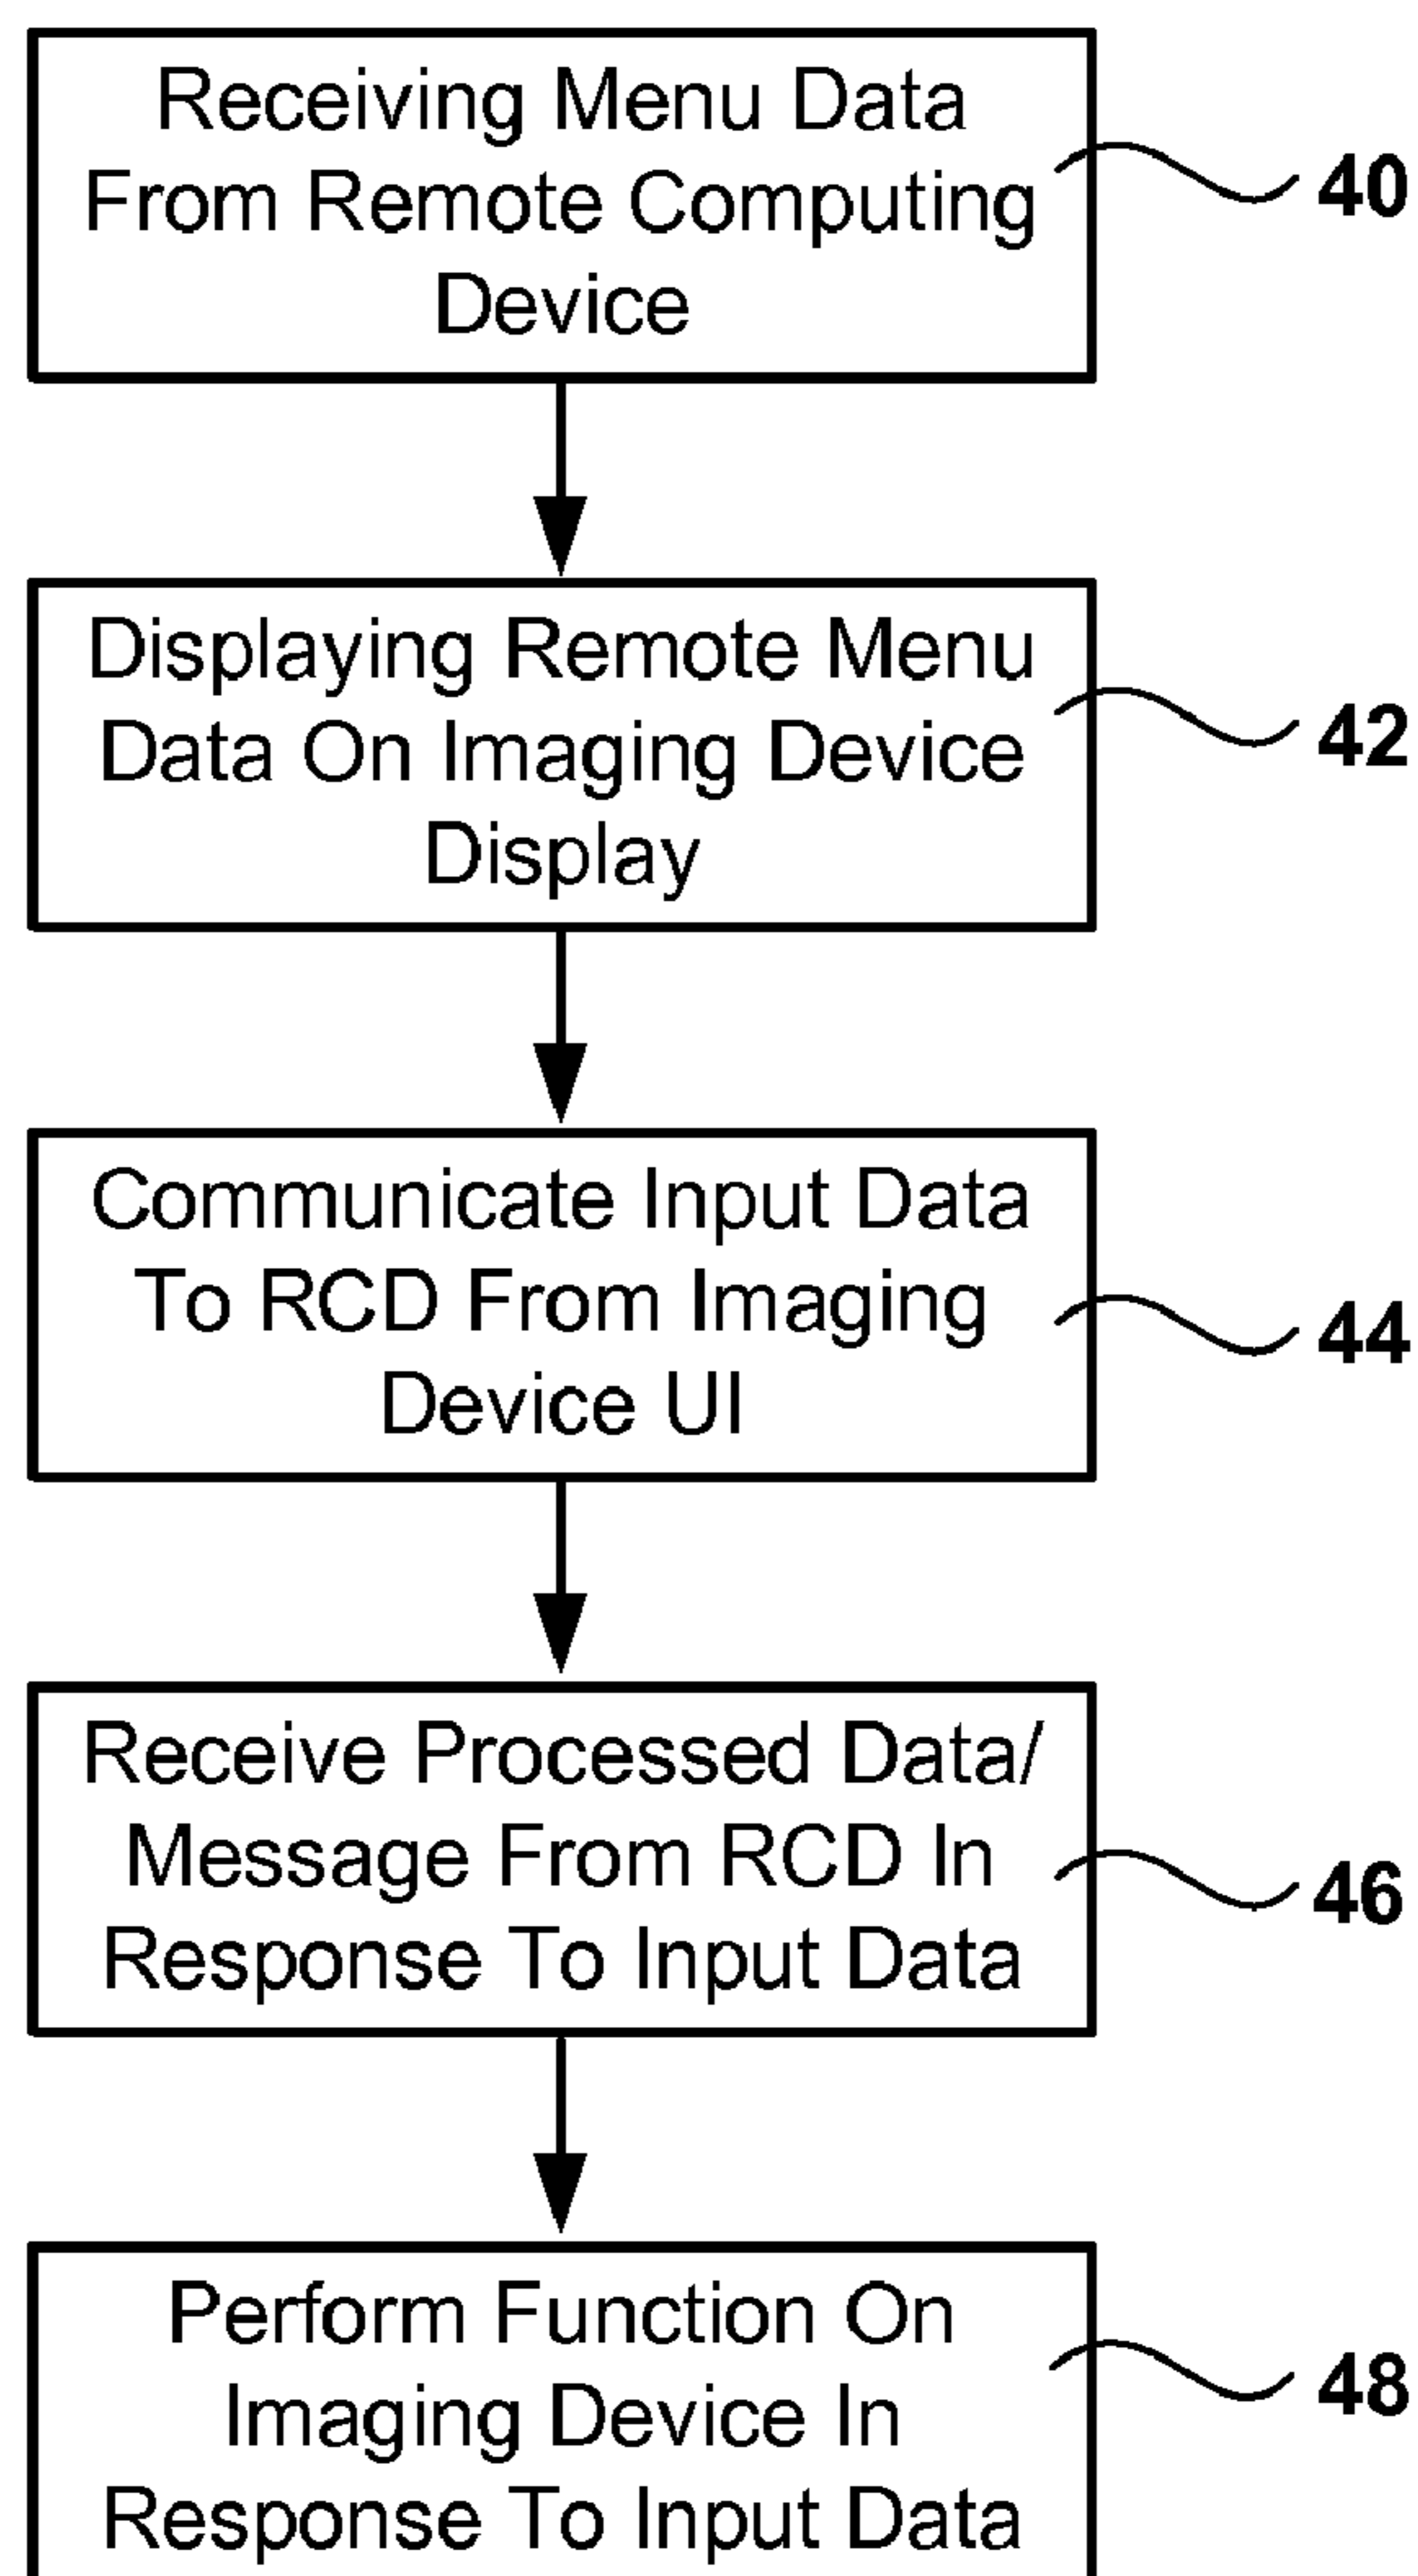 Receiving Menu Data
From Remote Computing
Device
40
Displaying Remote Menu
Data On Imaging Device
Display
42
Communicate Input Data
To RCD From Imaging
Device UI
44
Receive Processed Data/
Message From RCD In
Response To Input Data
46
Perform Function On
Imaging Device In
Response To Input Data
48